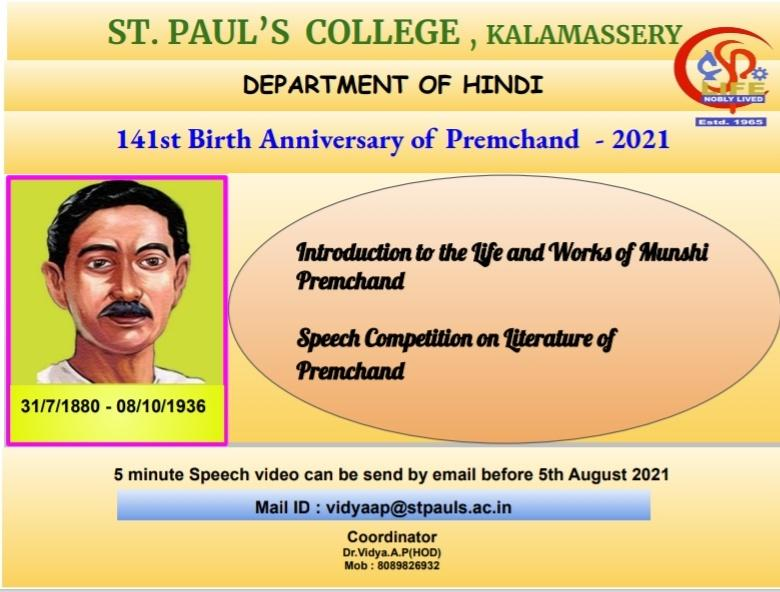 ST. PAUL'S COLLEGE , KALAMASSERY
LIFE
NOBLY LIVED
Estd. 1965
DEPARTMENT OF HINDI
141st Birth Anniversary of Premchand - 2021
31/7/1880 - 08/10/1936
Introduction to the Life and Works of Munshi
Premchand
Speech Competition on Literature of
Premchand
5 minute Speech video can be send by email before 5th August 2021
Mail ID : vidyaap@stpauls.ac.in
Coordinator
Dr.Vidya.A.P(HOD)
Mob : 8089826932